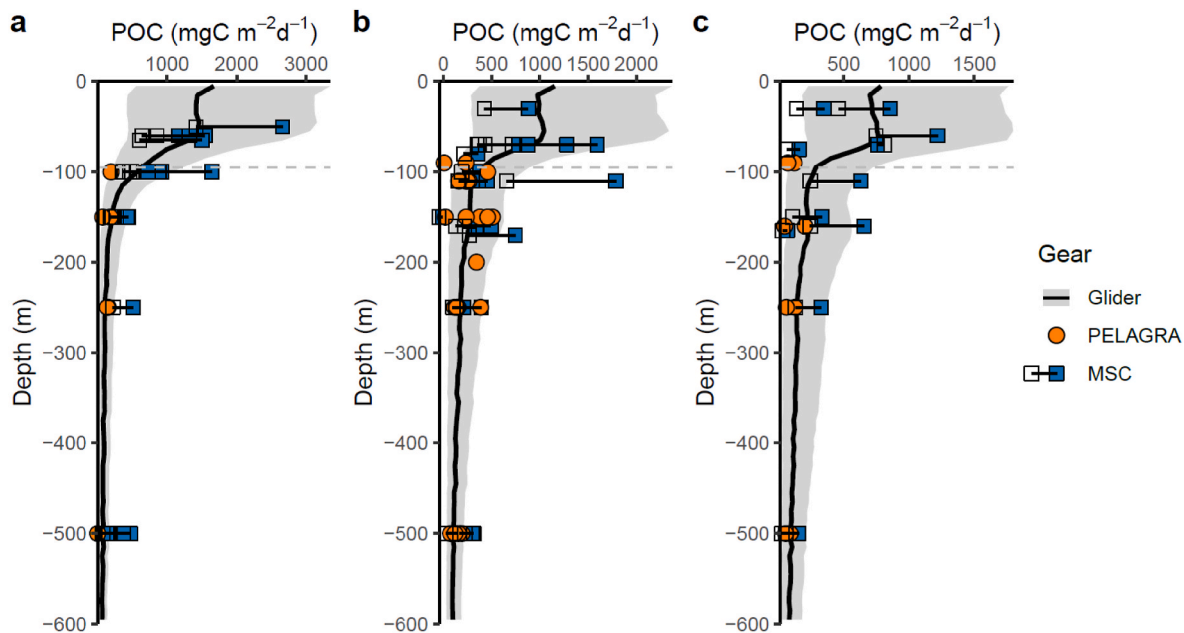 a
POC (mgC m⁻²d⁻¹)
1000 2000 3000
0
−100
−200
−300
−400
−500
−600
Depth (m)
b
POC (mgC m⁻²d⁻¹)
0 500 1000 1500 2000
0
−100
−200
−300
−400
−500
−600
Depth (m)
c
POC (mgC m⁻²d⁻¹)
500 1000 1500
0
−100
−200
−300
−400
−500
−600
Depth (m)
Gear
Glider
PELAGRA
MSC